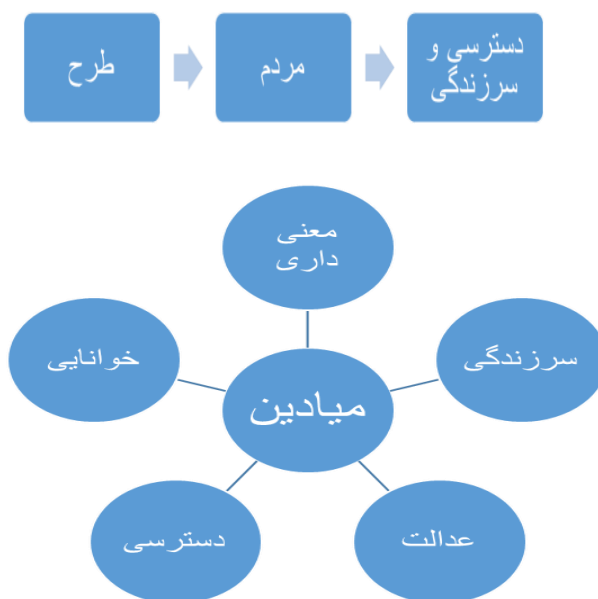 طرح
مردم
دسترسی و
سرزندگی
معنی
داری
سرزندگی
خوانایی
میادین
دسترسی
عدالت